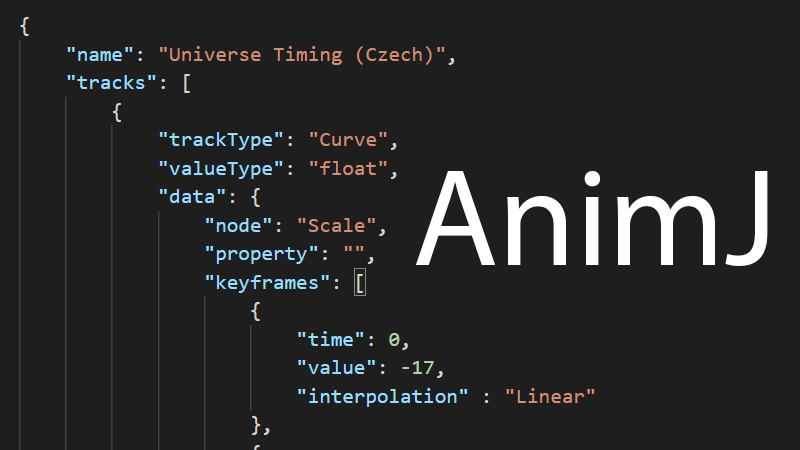 {
"name": "Universe Timing (Czech)",
"tracks": [
{
"trackType": "Curve",
"valueType": "float",
"data": {
"node": "Scale",
"property": "",
"keyframes": [
{
"time": 0,
"value": -17,
"interpolation" : "Linear"
},
AnimJ